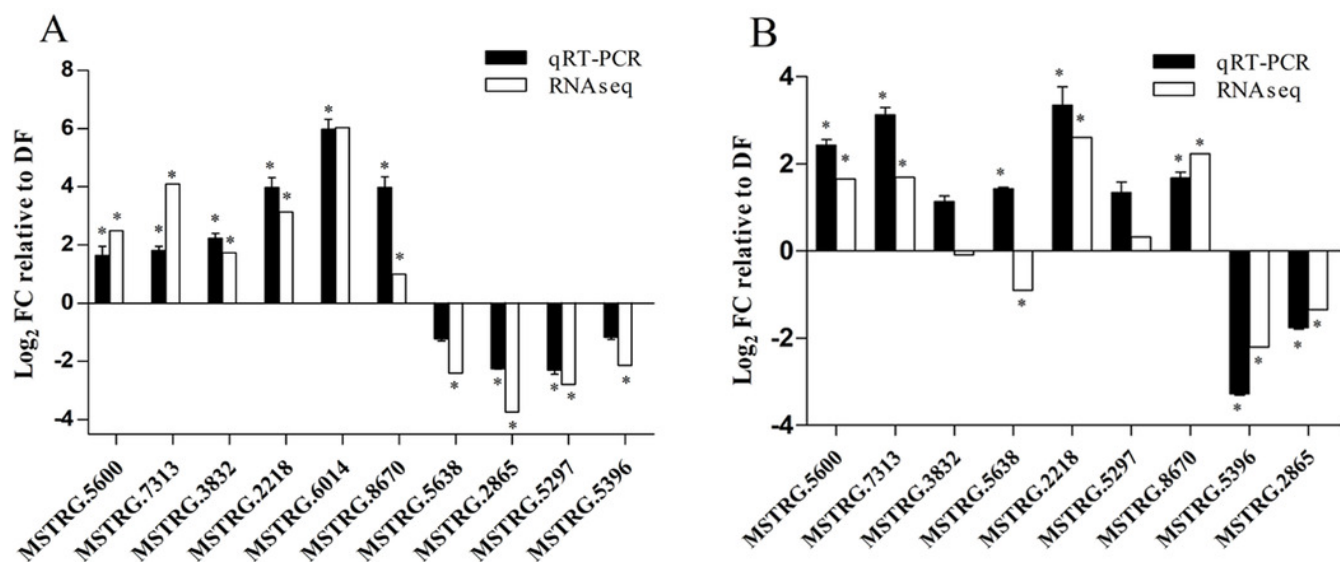 A
qRT-PCR
RNAseq
Log₂ FC relative to DF
8
6
4
2
0
-2
-4
* * * * * * * * * * * * * * * * *
MSTRG.5600
MSTRG.7313
MSTRG.3832
MSTRG.2218
MSTRG.6014
MSTRG.8670
MSTRG.5638
MSTRG.2865
MSTRG.5297
MSTRG.5396
B
qRT-PCR
RNAseq
Log₂ FC relative to DF
4
2
0
-2
-4
* * * * * * * * * * * * * *
MSTRG.5600
MSTRG.7313
MSTRG.3832
MSTRG.5638
MSTRG.2218
MSTRG.5297
MSTRG.8670
MSTRG.5396
MSTRG.2865